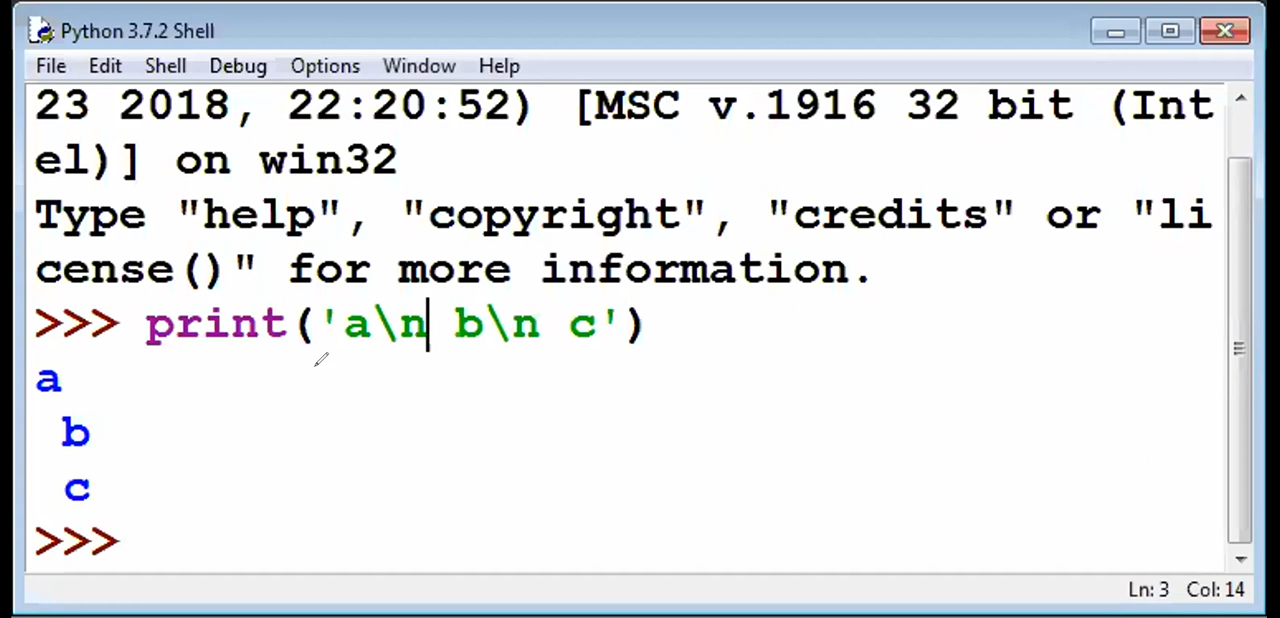 Python 3.7.2 Shell
File Edit Shell Debug Options Window Help
23 2018, 22:20:52) [MSC v.1916 32 bit (Int
el)] on win32
Type "help", "copyright", "credits" or "li
cense()" for more information.
>>> print('a\n b\n c')
a
 b
 c
>>>
Ln: 3 Col: 14